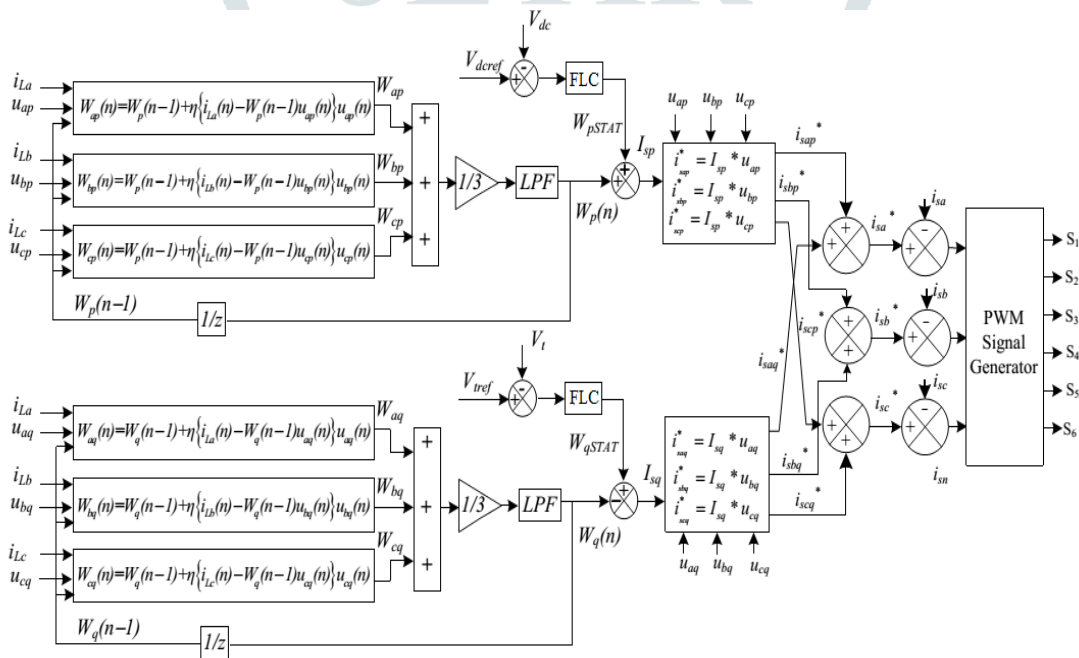 V_dc
V_dcref
+
-
FLC
W_pSTAT
i_La
u_ap
W_ap(n)=W_p(n-1)+η{i_La(n)-W_p(n-1)u_ap(n)}u_ap(n)
W_ap
i_Lb
u_bp
W_bp(n)=W_p(n-1)+η{i_Lb(n)-W_p(n-1)u_bp(n)}u_bp(n)
W_bp
i_Lc
u_cp
W_cp(n)=W_p(n-1)+η{i_Lc(n)-W_p(n-1)u_cp(n)}u_cp(n)
W_cp
+
+
+
1/3
LPF
W_p(n)
+
+
I_sp
W_p(n-1)
1/z
u_ap u_bp u_cp
i*_sap = I_sp * u_ap
i*_sbp = I_sp * u_bp
i*_scp = I_sp * u_cp
i_sap*
i_sbp*
i_scp*
i_saq*
+
+
i_sa*
i_sa
-
+
+
+
i_sb*
i_sb
-
+
+
+
i_sc*
i_sc
-
+
i_sn
PWM
Signal
Generator
S1
S2
S3
S4
S5
S6
V_t
V_tref
+
-
FLC
W_qSTAT
i_La
u_aq
W_aq(n)=W_q(n-1)+η{i_La(n)-W_q(n-1)u_aq(n)}u_aq(n)
W_aq
i_Lb
u_bq
W_bq(n)=W_q(n-1)+η{i_Lb(n)-W_q(n-1)u_bq(n)}u_bq(n)
W_bq
i_Lc
u_cq
W_cq(n)=W_q(n-1)+η{i_Lc(n)-W_q(n-1)u_cq(n)}u_cq(n)
W_cq
+
+
+
1/3
LPF
W_q(n)
+
-
I_sq
W_q(n-1)
1/z
i*_saq = I_sq * u_aq
i*_sbq = I_sq * u_bq
i*_scq = I_sq * u_cq
i_sbq*
i_scq*
u_aq u_bq u_cq